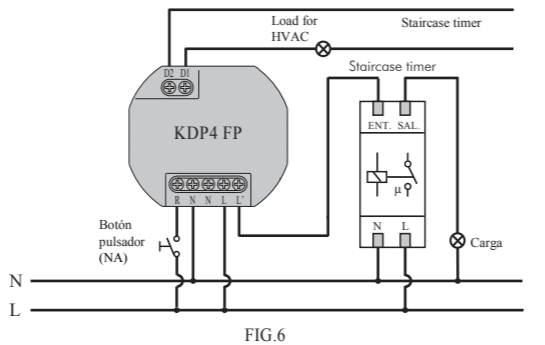 Load for
HVAC
Staircase timer
D2 D1
Staircase timer
KDP4 FP
ENT. SAL.
µ
R N N L L'
N L
Botón
pulsador
(NA)
Carga
N
L
FIG.6